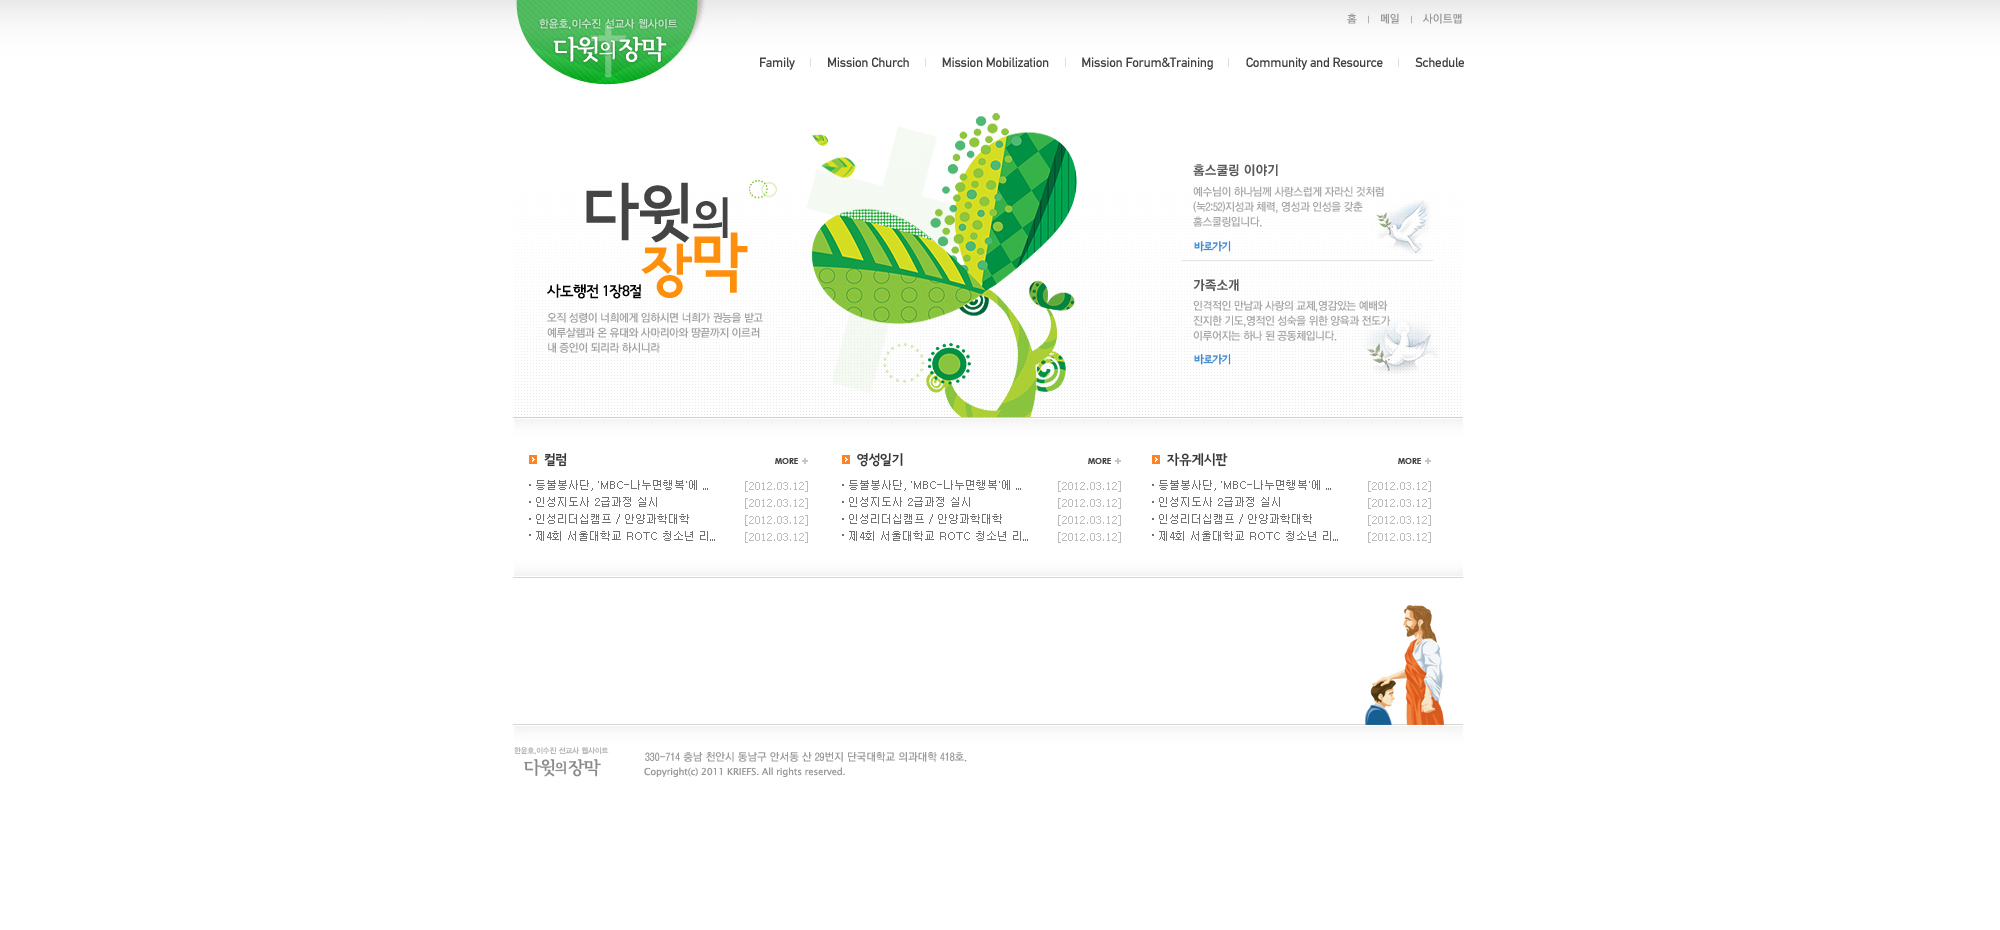 한윤호.이수진 선교사 웹사이트
다윗의장막
홈 | 메일 | 사이트맵
Family | Mission Church | Mission Mobilization | Mission Forum&Training | Community and Resource | Schedule
다윗의
장막
사도행전 1장8절
오직 성령이 너희에게 임하시면 너희가 권능을 받고
예루살렘과 온 유대와 사마리아와 땅끝까지 이르러
내 증인이 되리라 하시니라
홈스쿨링 이야기
예수님이 하나님께 사랑스럽게 자라신 것처럼
(눅2:52)지성과 체력, 영성과 인성을 갖춘
홈스쿨링입니다.
바로가기
가족소개
인격적인 만남과 사랑의 교제,영감있는 예배와
진지한 기도,영적인 성숙을 위한 양육과 전도가
이루어지는 하나 된 공동체입니다.
바로가기
컬럼 MORE +
· 등불봉사단, 'MBC-나누면행복'에 ... [2012.03.12]
· 인성지도사 2급과정 실시 [2012.03.12]
· 인성리더십캠프 / 안양과학대학 [2012.03.12]
· 제4회 서울대학교 ROTC 청소년 리... [2012.03.12]
영성일기 MORE +
· 등불봉사단, 'MBC-나누면행복'에 ... [2012.03.12]
· 인성지도사 2급과정 실시 [2012.03.12]
· 인성리더십캠프 / 안양과학대학 [2012.03.12]
· 제4회 서울대학교 ROTC 청소년 리... [2012.03.12]
자유게시판 MORE +
· 등불봉사단, 'MBC-나누면행복'에 ... [2012.03.12]
· 인성지도사 2급과정 실시 [2012.03.12]
· 인성리더십캠프 / 안양과학대학 [2012.03.12]
· 제4회 서울대학교 ROTC 청소년 리... [2012.03.12]
한윤호.이수진 선교사 웹사이트
다윗의장막
330-714 충남 천안시 동남구 안서동 산 29번지 단국대학교 의과대학 418호.
Copyright(c) 2011 KRIEFS. All rights reserved.